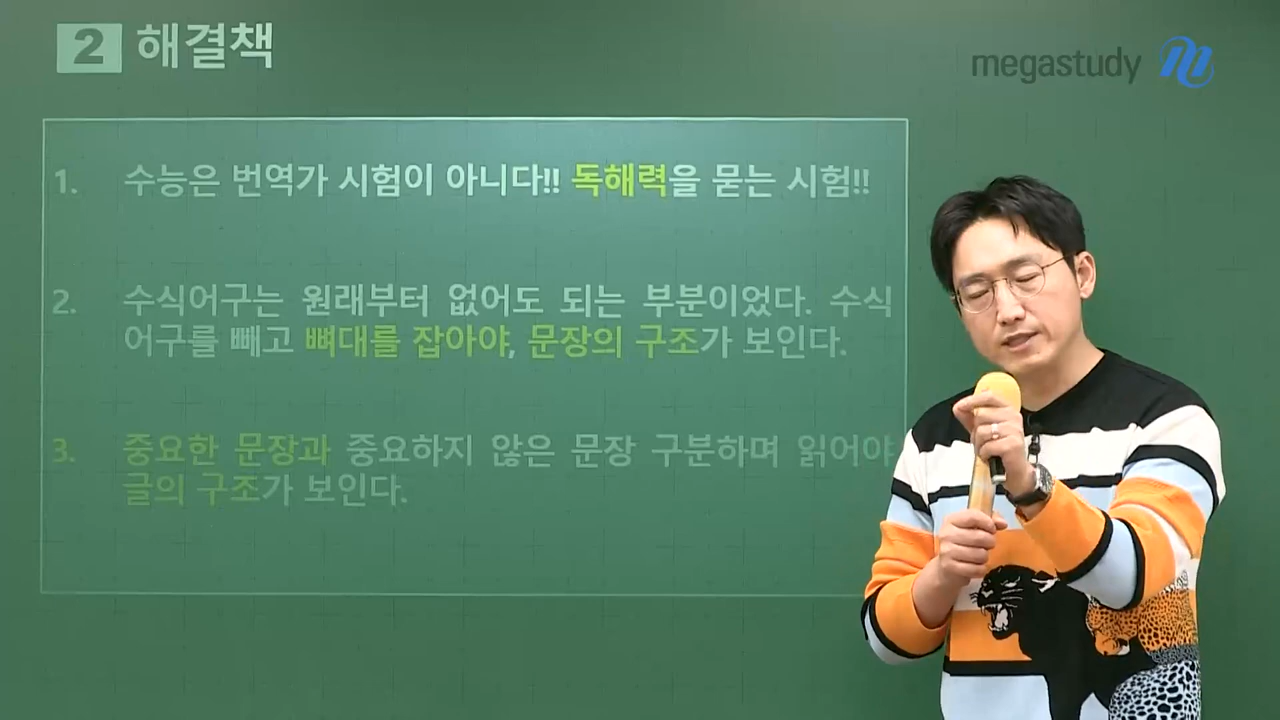 2 해결책
megastudy
1. 수능은 번역가 시험이 아니다!! 독해력을 묻는 시험!!
2. 수식어구는 원래부터 없어도 되는 부분이었다. 수식
어구를 빼고 뼈대를 잡아야, 문장의 구조가 보인다.
3. 중요한 문장과 중요하지 않은 문장 구분하며 읽어야
글의 구조가 보인다.